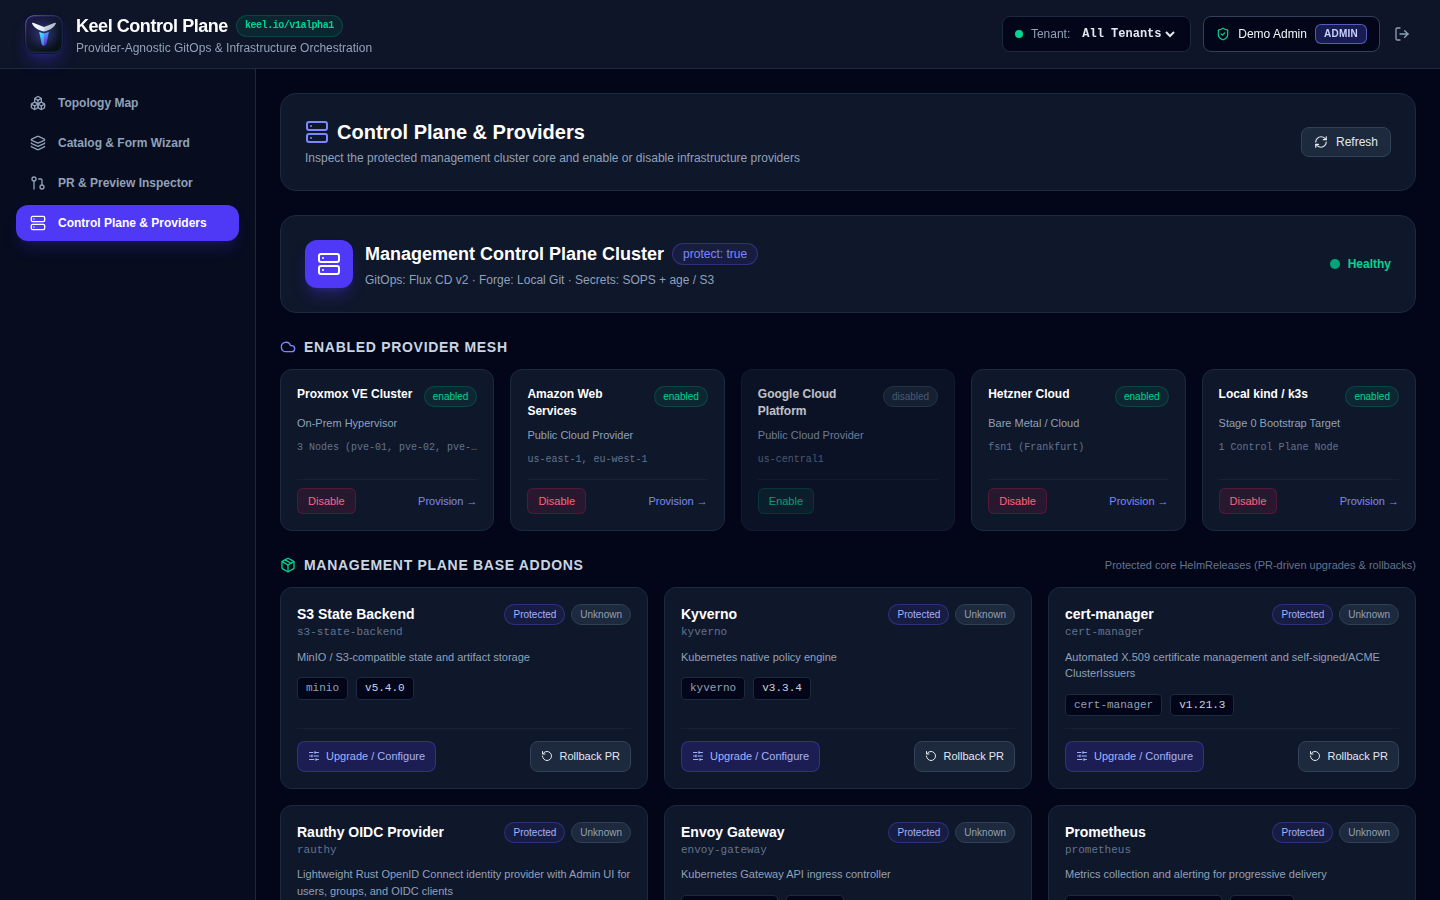 Keel Control Plane
keel.io/v1alpha1
Provider-Agnostic GitOps & Infrastructure Orchestration
Tenant:
All Tenants
Demo Admin
ADMIN
Topology Map
Catalog & Form Wizard
PR & Preview Inspector
Control Plane & Providers
Control Plane & Providers
Inspect the protected management cluster core and enable or disable infrastructure providers
Refresh
Management Control Plane Cluster
protect: true
GitOps: Flux CD v2 · Forge: Local Git · Secrets: SOPS + age / S3
Healthy
ENABLED PROVIDER MESH
Proxmox VE Cluster
enabled
On-Prem Hypervisor
3 Nodes (pve-01, pve-02, pve-…
Disable
Provision →
Amazon Web
Services
enabled
Public Cloud Provider
us-east-1, eu-west-1
Disable
Provision →
Google Cloud
Platform
disabled
Public Cloud Provider
us-central1
Enable
Hetzner Cloud
enabled
Bare Metal / Cloud
fsn1 (Frankfurt)
Disable
Provision →
Local kind / k3s
enabled
Stage 0 Bootstrap Target
1 Control Plane Node
Disable
Provision →
MANAGEMENT PLANE BASE ADDONS
Protected core HelmReleases (PR-driven upgrades & rollbacks)
S3 State Backend
Protected
Unknown
s3-state-backend
MinIO / S3-compatible state and artifact storage
minio
v5.4.0
Upgrade / Configure
Rollback PR
Kyverno
Protected
Unknown
kyverno
Kubernetes native policy engine
kyverno
v3.3.4
Upgrade / Configure
Rollback PR
cert-manager
Protected
Unknown
cert-manager
Automated X.509 certificate management and self-signed/ACME
ClusterIssuers
cert-manager
v1.21.3
Upgrade / Configure
Rollback PR
Rauthy OIDC Provider
Protected
Unknown
rauthy
Lightweight Rust OpenID Connect identity provider with Admin UI for
users, groups, and OIDC clients
Envoy Gateway
Protected
Unknown
envoy-gateway
Kubernetes Gateway API ingress controller
Prometheus
Protected
Unknown
prometheus
Metrics collection and alerting for progressive delivery